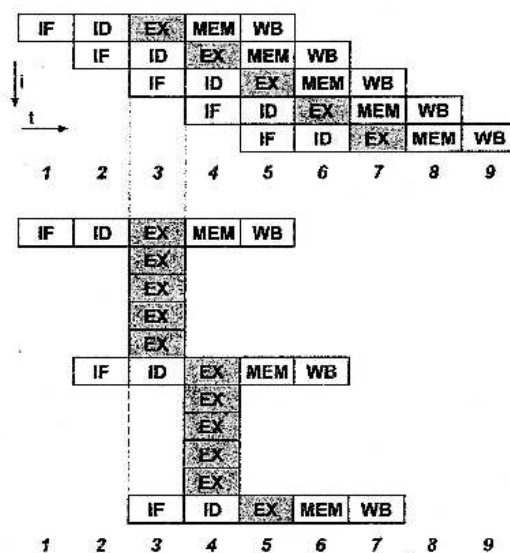 IF ID EX MEM WB
IF ID EX MEM WB
i IF ID EX MEM WB
IF ID EX MEM WB
t IF ID EX MEM WB
1 2 3 4 5 6 7 8 9
IF ID EX MEM WB
EX
EX
EX
EX
IF ID EX MEM WB
EX
EX
EX
EX
IF ID EX MEM WB
1 2 3 4 5 6 7 8 9